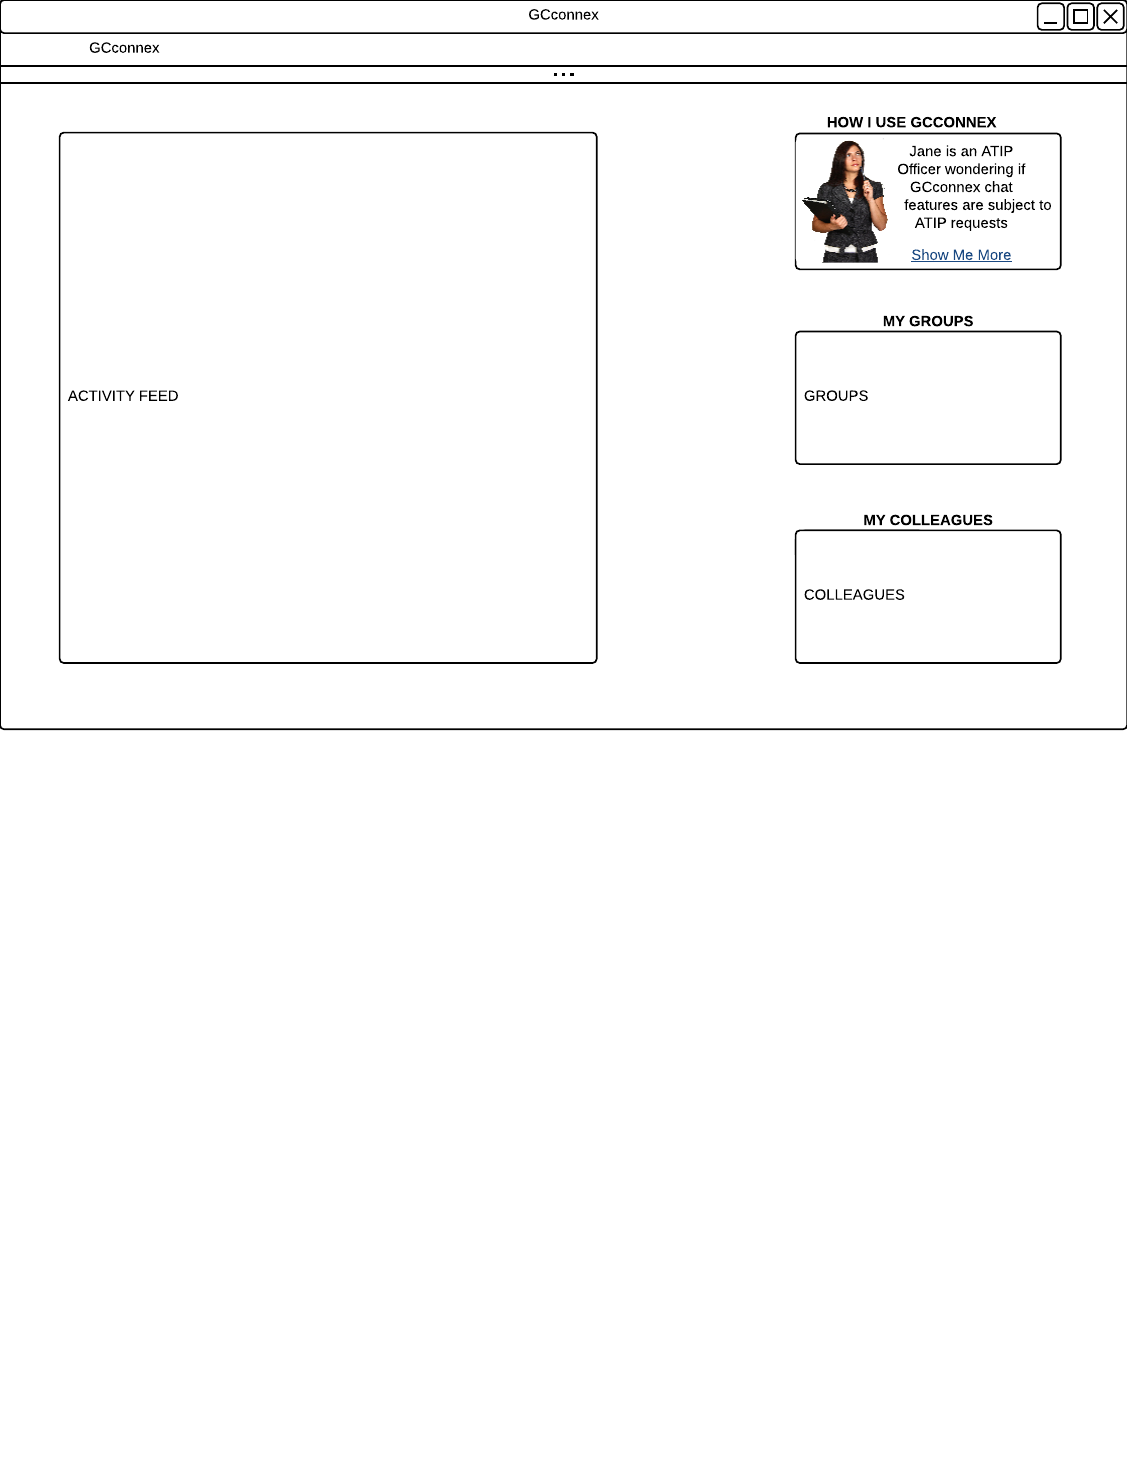 GCconnex
GCconnex
...
HOW I USE GCCONNEX
Jane is an ATIP
Officer wondering if
GCconnex chat
features are subject to
ATIP requests
Show Me More
ACTIVITY FEED
MY GROUPS
GROUPS
MY COLLEAGUES
COLLEAGUES